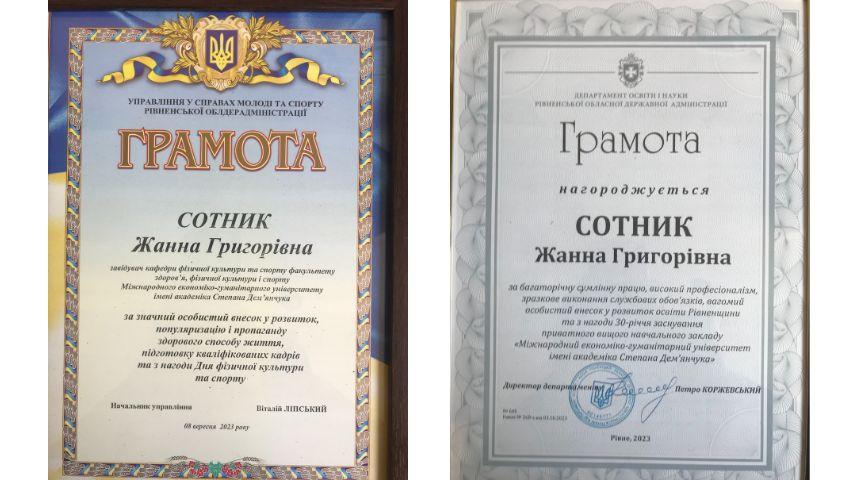 УПРАВЛІННЯ У СПРАВАХ МОЛОДІ ТА СПОРТУ
РІВНЕНСЬКОЇ ОБЛДЕРАДМІНІСТРАЦІЇ
ГРАМОТА
СОТНИК
Жанна Григорівна
завідувач кафедри фізичної культури та спорту факультету
здоров'я, фізичної культури і спорту
Міжнародного економіко-гуманітарного університету
імені академіка Степана Дем'янчука
за значний особистий внесок у розвиток,
популяризацію і пропаганду
здорового способу життя,
підготовку кваліфікованих кадрів
та з нагоди Дня фізичної культури
та спорту
Начальник управління Віталій ЛІПСЬКИЙ
08 вересня 2023 року
ДЕПАРТАМЕНТ ОСВІТИ І НАУКИ
РІВНЕНСЬКОЇ ОБЛАСНОЇ ДЕРЖАВНОЇ АДМІНІСТРАЦІЇ
Грамота
нагороджується
СОТНИК
Жанна Григорівна
за багаторічну сумлінну працю, високий професіоналізм,
зразкове виконання службових обов'язків, вагомий
особистий внесок у розвиток освіти Рівненщини
та з нагоди 30-річчя заснування
приватного вищого навчального закладу
«Міжнародний економіко-гуманітарний університет
імені академіка Степана Дем'янчука»
Директор департаменту Петро КОРЖЕВСЬКИЙ
Рівне, 2023